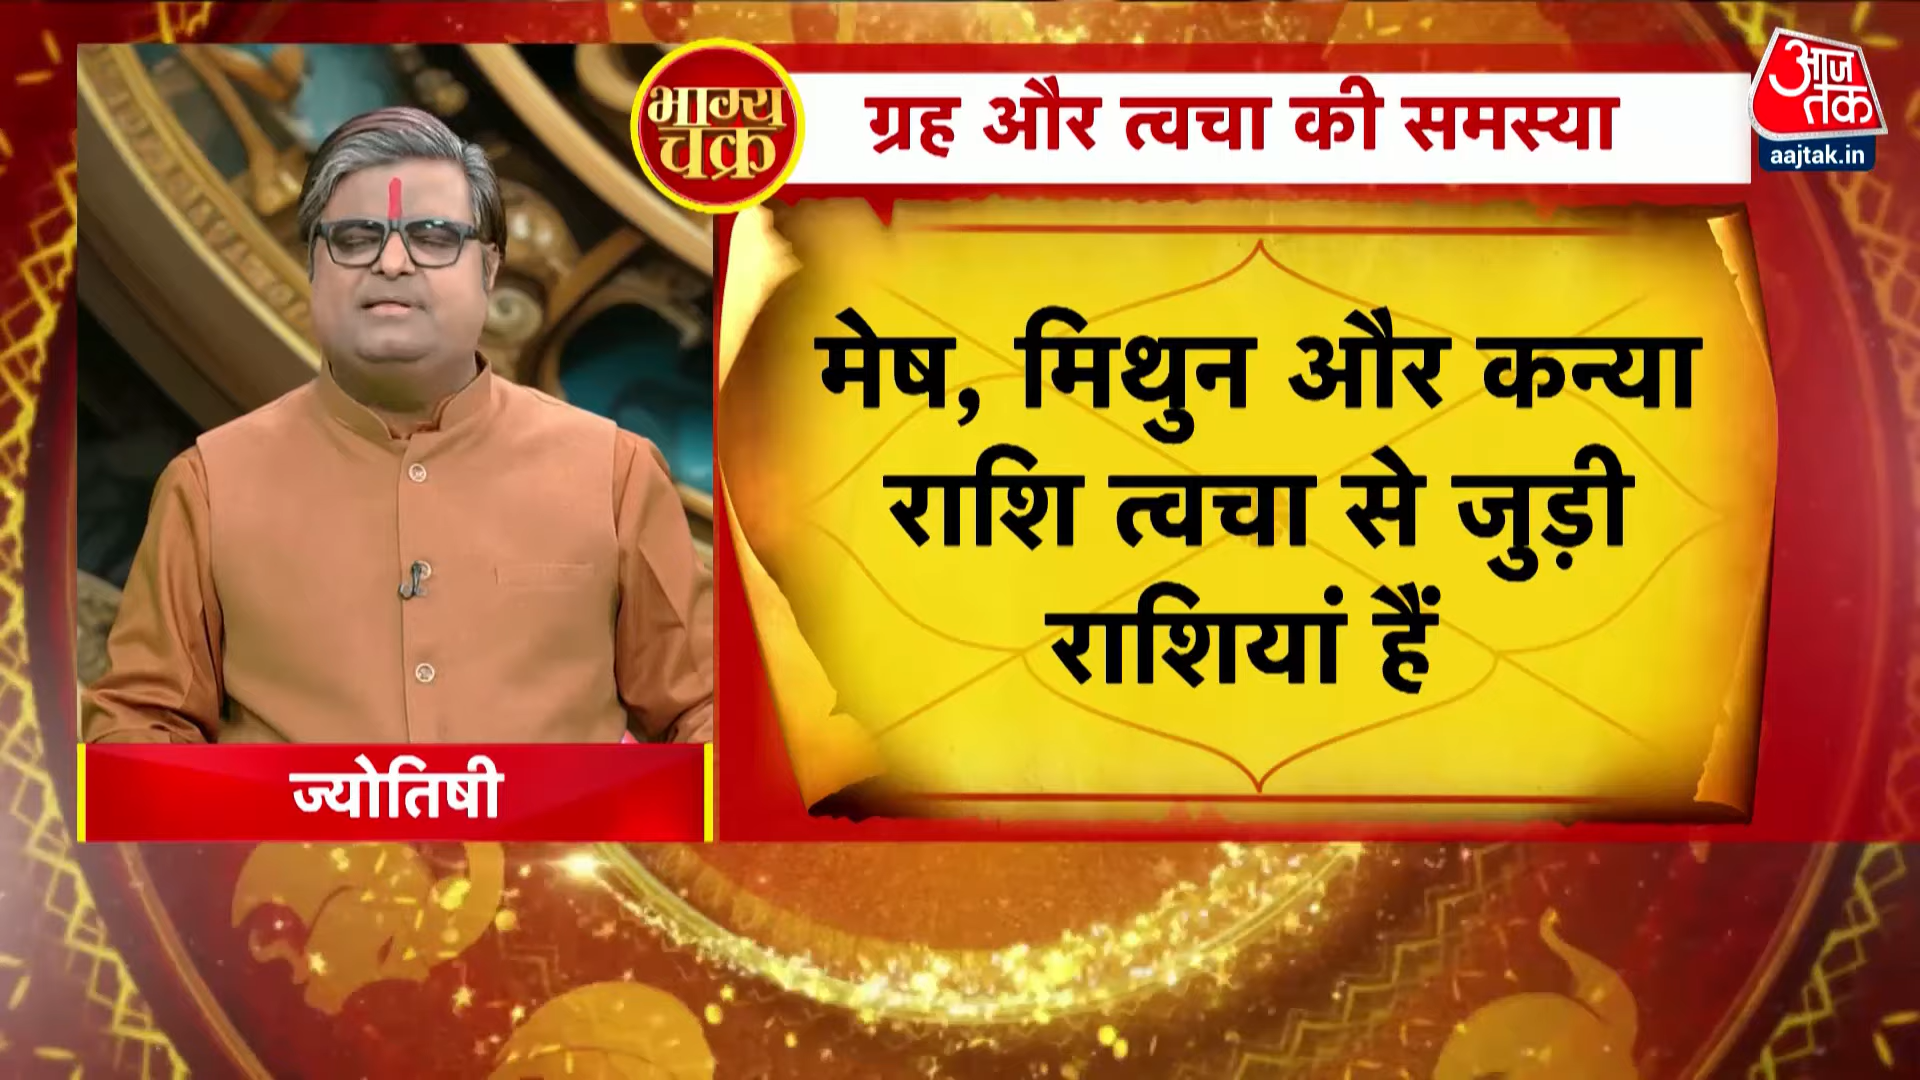 भाग्य
चक्र
ग्रह और त्वचा की समस्या
आज
तक
aajtak.in
मेष, मिथुन और कन्या
राशि त्वचा से जुड़ी
राशियां हैं
ज्योतिषी